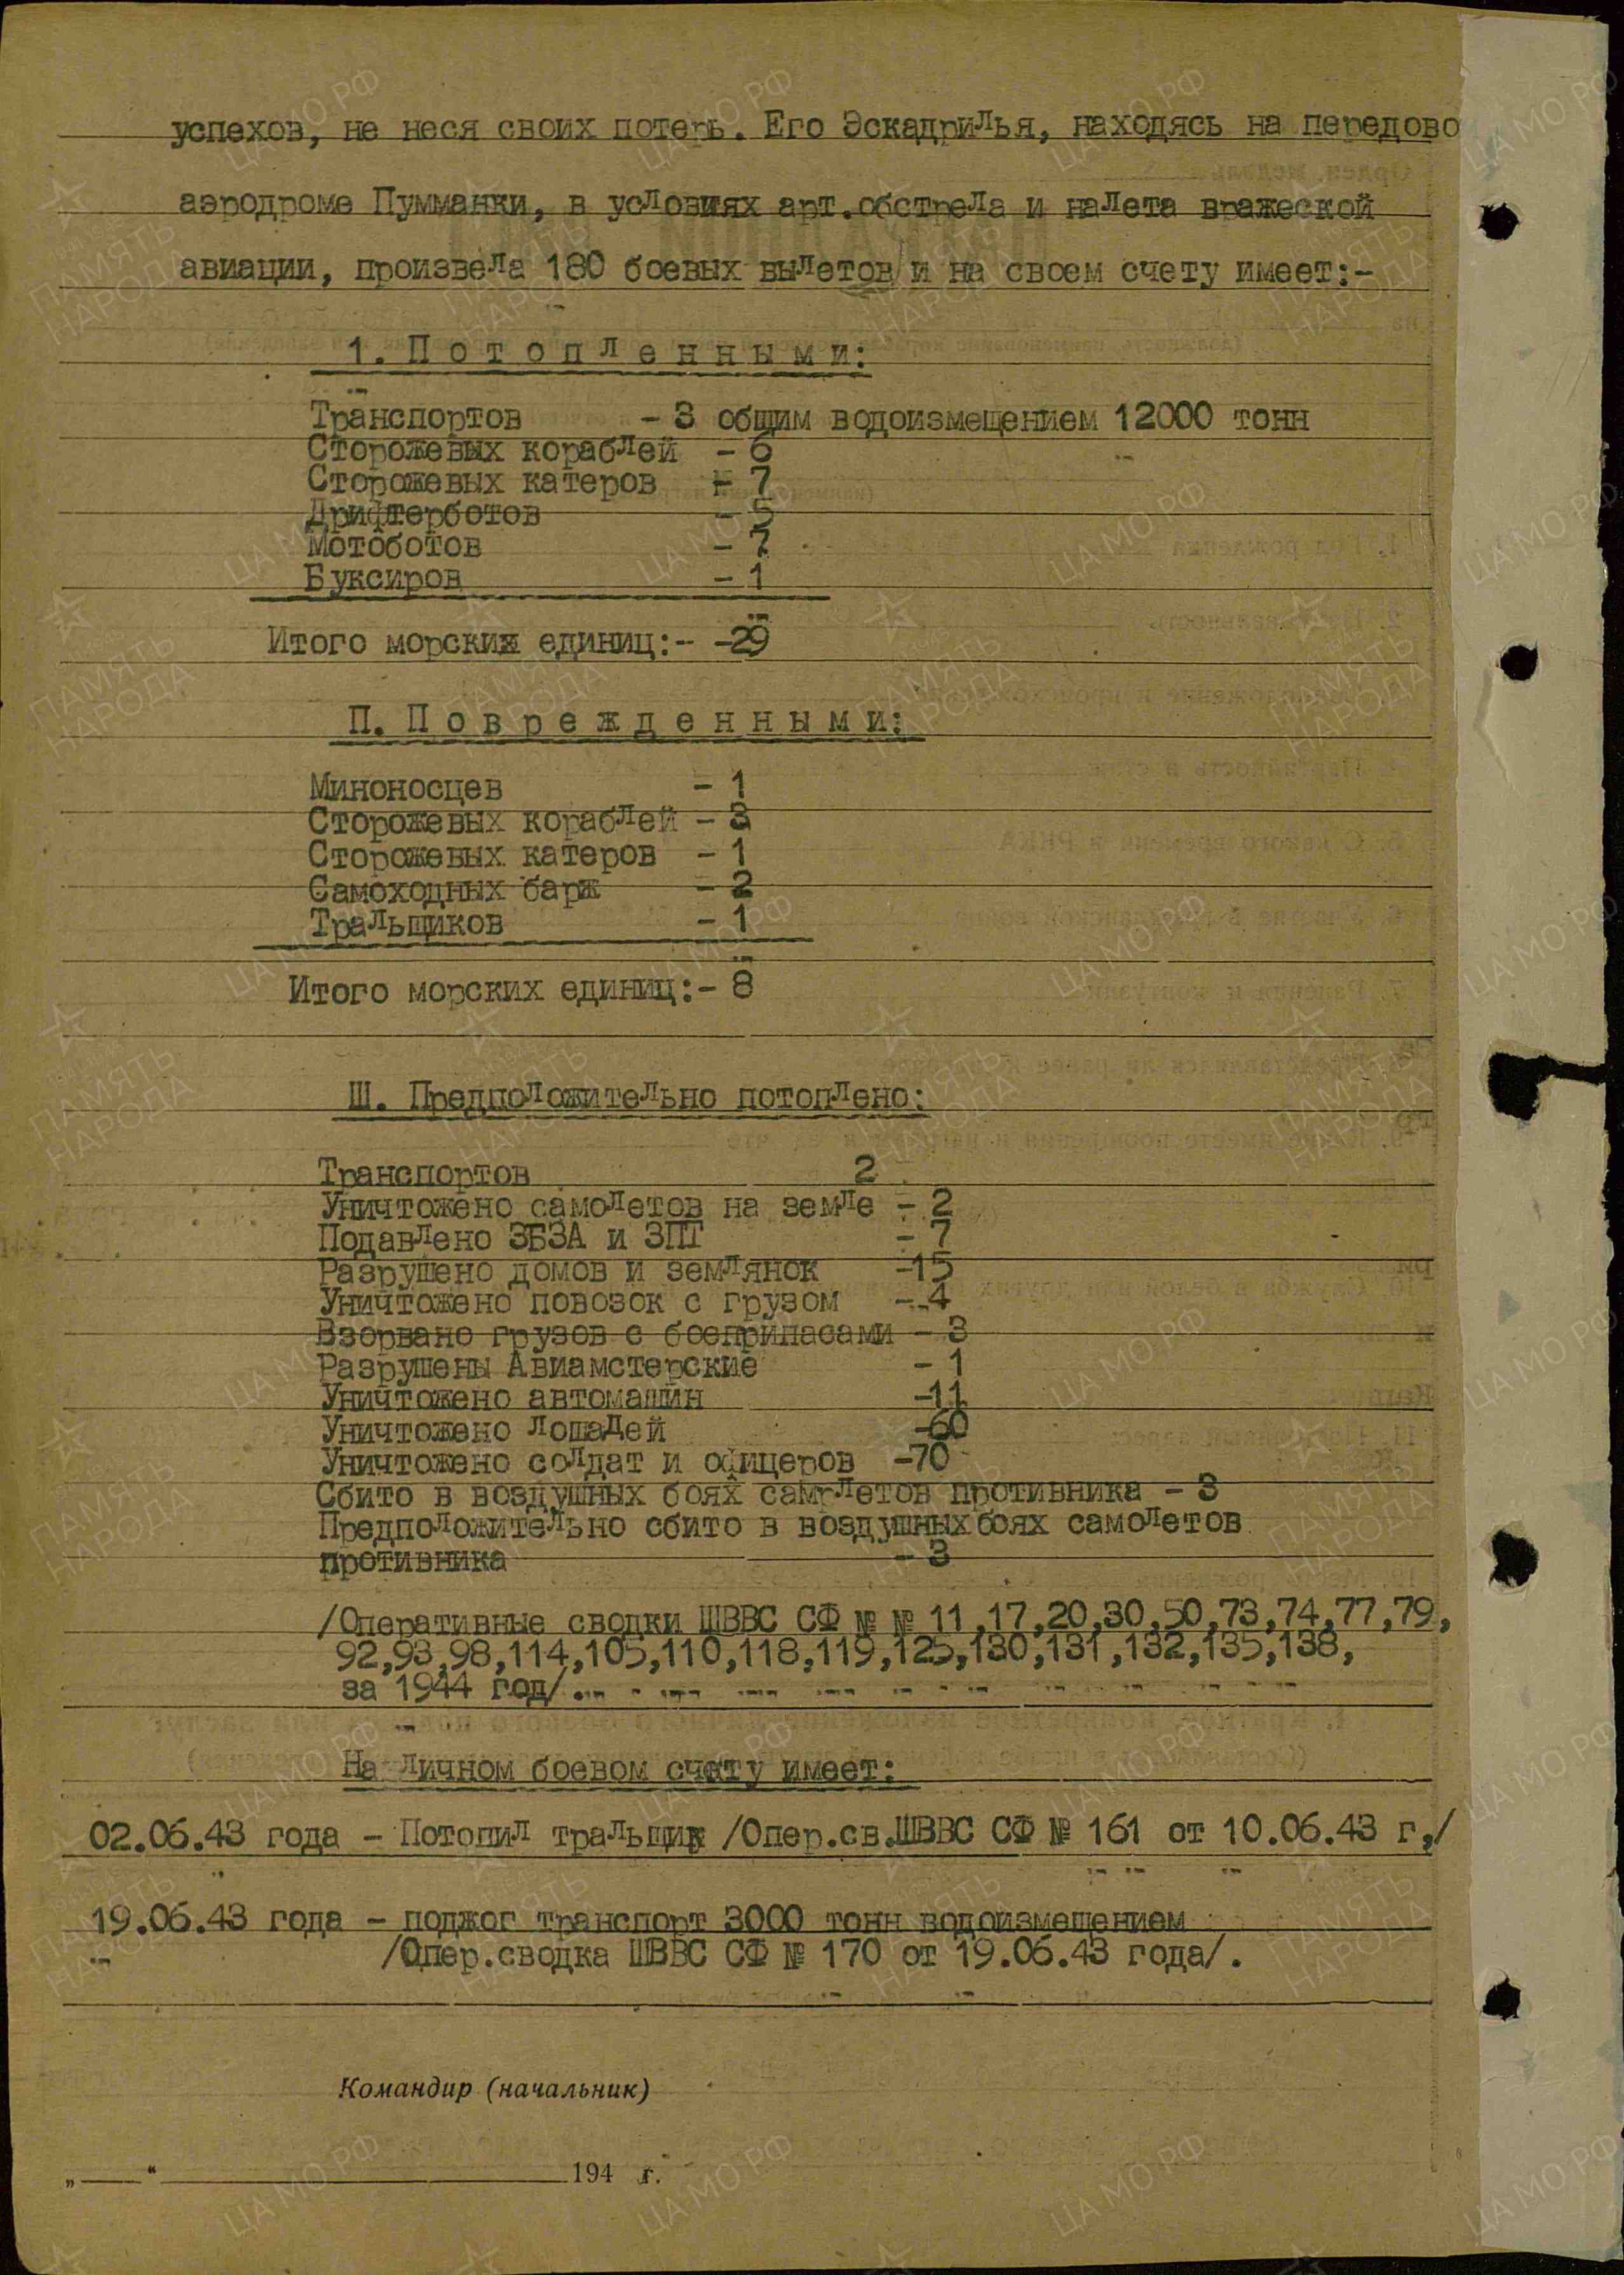 успехов, не неся своих потерь. Его Эскадрилья, находясь на передово
аэродроме Пумманки, в условиях арт.обстрела и налета вражеской
авиации, произвела 180 боевых вылетов и на своем счету имеет:-
1. Потопленными:
Транспортов - 3 общим водоизмещением 12000 тонн
Сторожевых кораблей - 6
Сторожевых катеров - 7
Дрифтерботов - 5
Мотоботов - 7
Буксиров - 1
Итого морских единиц:- -29
П. Поврежденными:
Миноносцев - 1
Сторожевых кораблей - 3
Сторожевых катеров - 1
Самоходных барж - 2
Тральщиков - 1
Итого морских единиц:- 8
Ш. Предположительно потоплено:
Транспортов 2
Уничтожено самолетов на земле - 2
Подавлено ЗБЗА и ЗПТ - 7
Разрушено домов и землянок -15
Уничтожено повозок с грузом - 4
Взорвано грузов с боеприпасами - 3
Разрушены Авиамстерские - 1
Уничтожено автомашин -11
Уничтожено лошадей -60
Уничтожено солдат и офицеров -70
Сбито в воздушных боях самрлетов противника - 3
Предположительно сбито в воздушных боях самолетов
противника - 3
/Оперативные сводки ШВВС СФ № № 11,17,20,30,50,73,74,77,79,
92,93,98,114,105,110,118,119,125,130,131,132,135,138,
за 1944 год/.
На личном боевом счету имеет:
02.06.43 года - Потопил тральщик /Опер.св.ШВВС СФ № 161 от 10.06.43 г./
19.06.43 года - поджог транспорт 3000 тонн водоизмещением
/Опер.сводка ШВВС СФ № 170 от 19.06.43 года/.
Командир (начальник)
„ “ 194 г.
ПАМЯТЬ НАРОДА
ЦА МО РФ